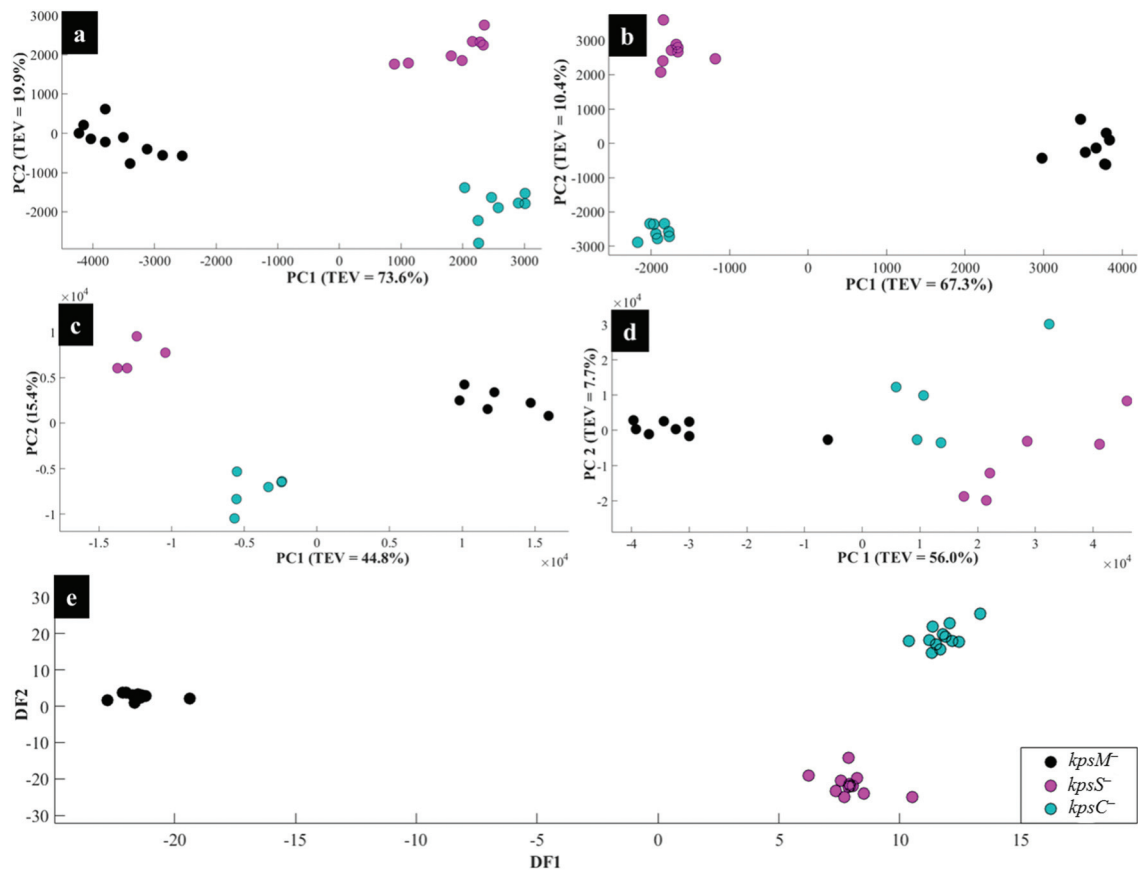 a
3000
2000
1000
0
-1000
-2000
PC2 (TEV = 19.9%)
-4000 -3000 -2000 -1000 0 1000 2000 3000
PC1 (TEV = 73.6%)
b
3000
2000
1000
0
-1000
-2000
-3000
PC2 (TEV = 10.4%)
-2000 -1000 0 1000 2000 3000 4000
PC1 (TEV = 67.3%)
×10⁴
c
1
0.5
0
-0.5
-1
PC2 (15.4%)
-1.5 -1 -0.5 0 0.5 1 1.5
PC1 (TEV = 44.8%)
×10⁴
×10⁴
d
3
2
1
0
-1
-2
PC 2 (TEV = 7.7%)
-4 -3 -2 -1 0 1 2 3 4
PC 1 (TEV = 56.0%)
×10⁴
e
30
20
10
0
-10
-20
-30
DF2
-20 -15 -10 -5 0 5 10 15
DF1
kpsM⁻
kpsS⁻
kpsC⁻